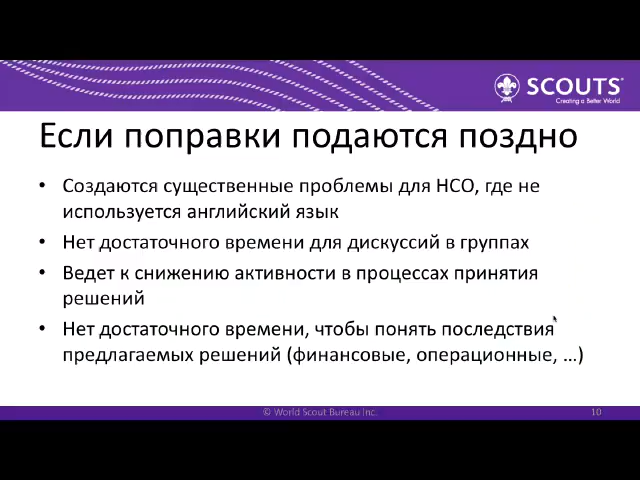 SCOUTS
Creating a Better World
Если поправки подаются поздно
• Создаются существенные проблемы для НСО, где не
используется английский язык
• Нет достаточного времени для дискуссий в группах
• Ведет к снижению активности в процессах принятия
решений
• Нет достаточного времени, чтобы понять последствия
предлагаемых решений (финансовые, операционные, …)
© World Scout Bureau Inc.
10